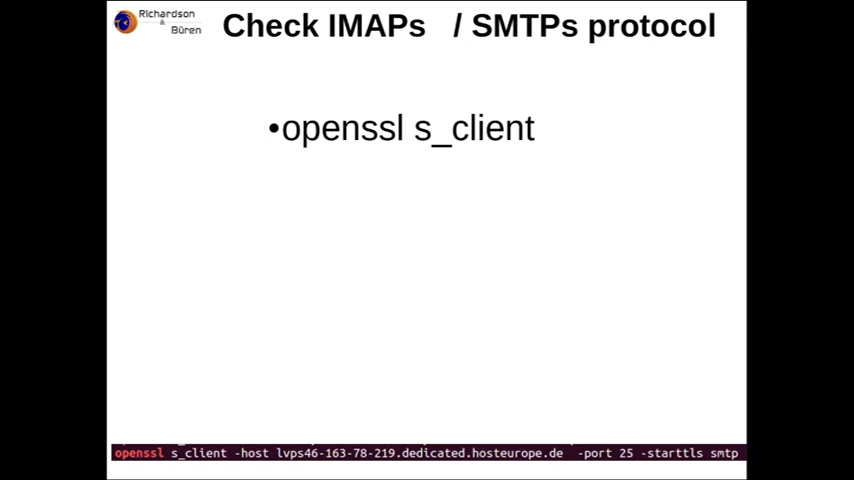 Richardson
&
Büren
Check IMAPs / SMTPs protocol
•openssl s_client
openssl s_client -host lvps46-163-78-219.dedicated.hosteurope.de -port 25 -starttls smtp